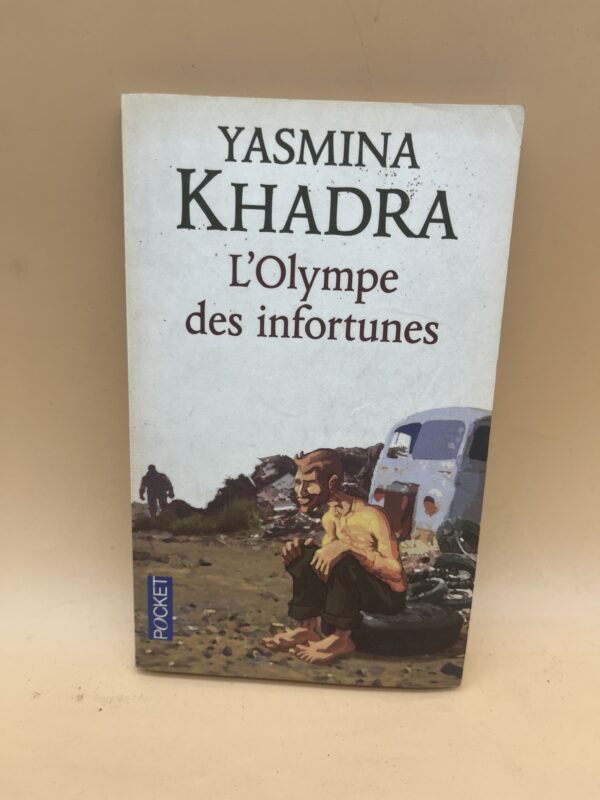 YASMINA
KHADRA
L'Olympe
des infortunes
POCKET